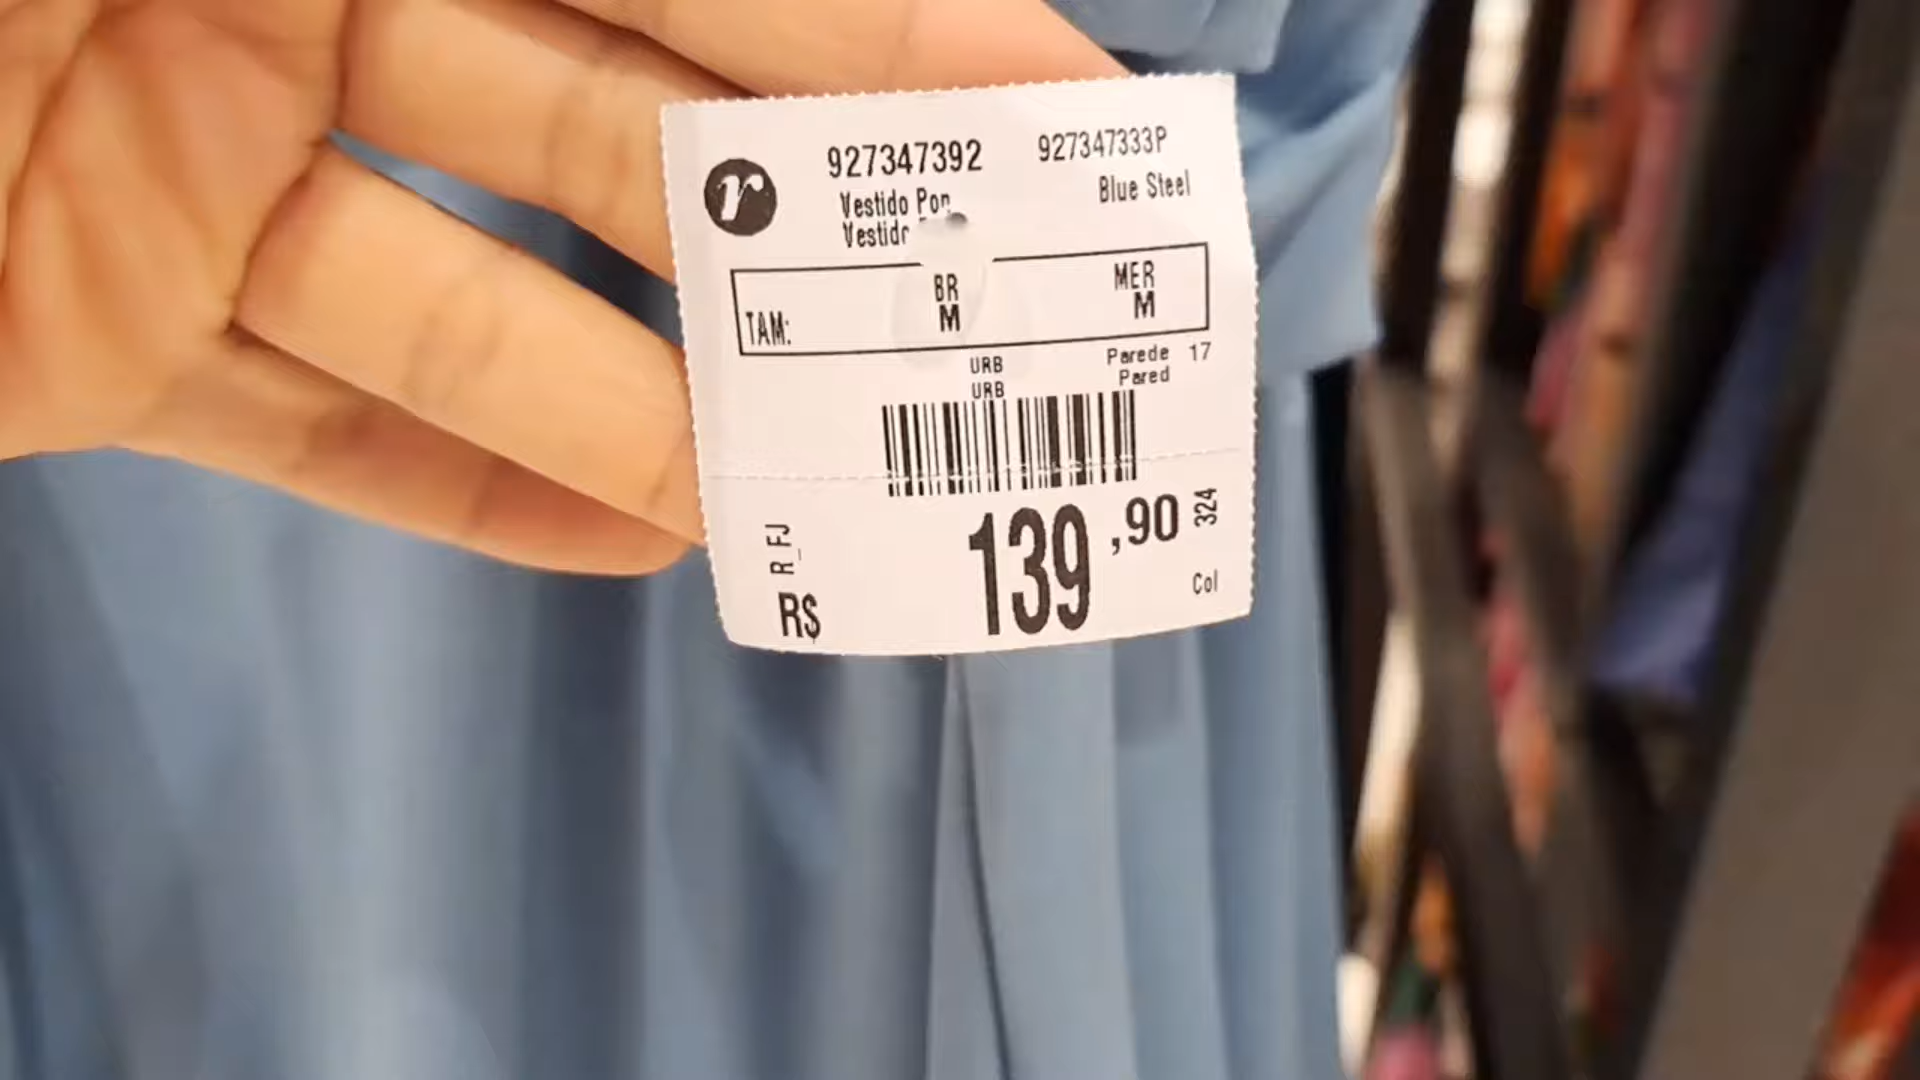 r
927347392 927347333P
Vestido Pop Blue Steel
Vestido
BR MER
TAM: M M
URB Parede 17
URB Pared
R_FJ
R$ 139,90 324
Col